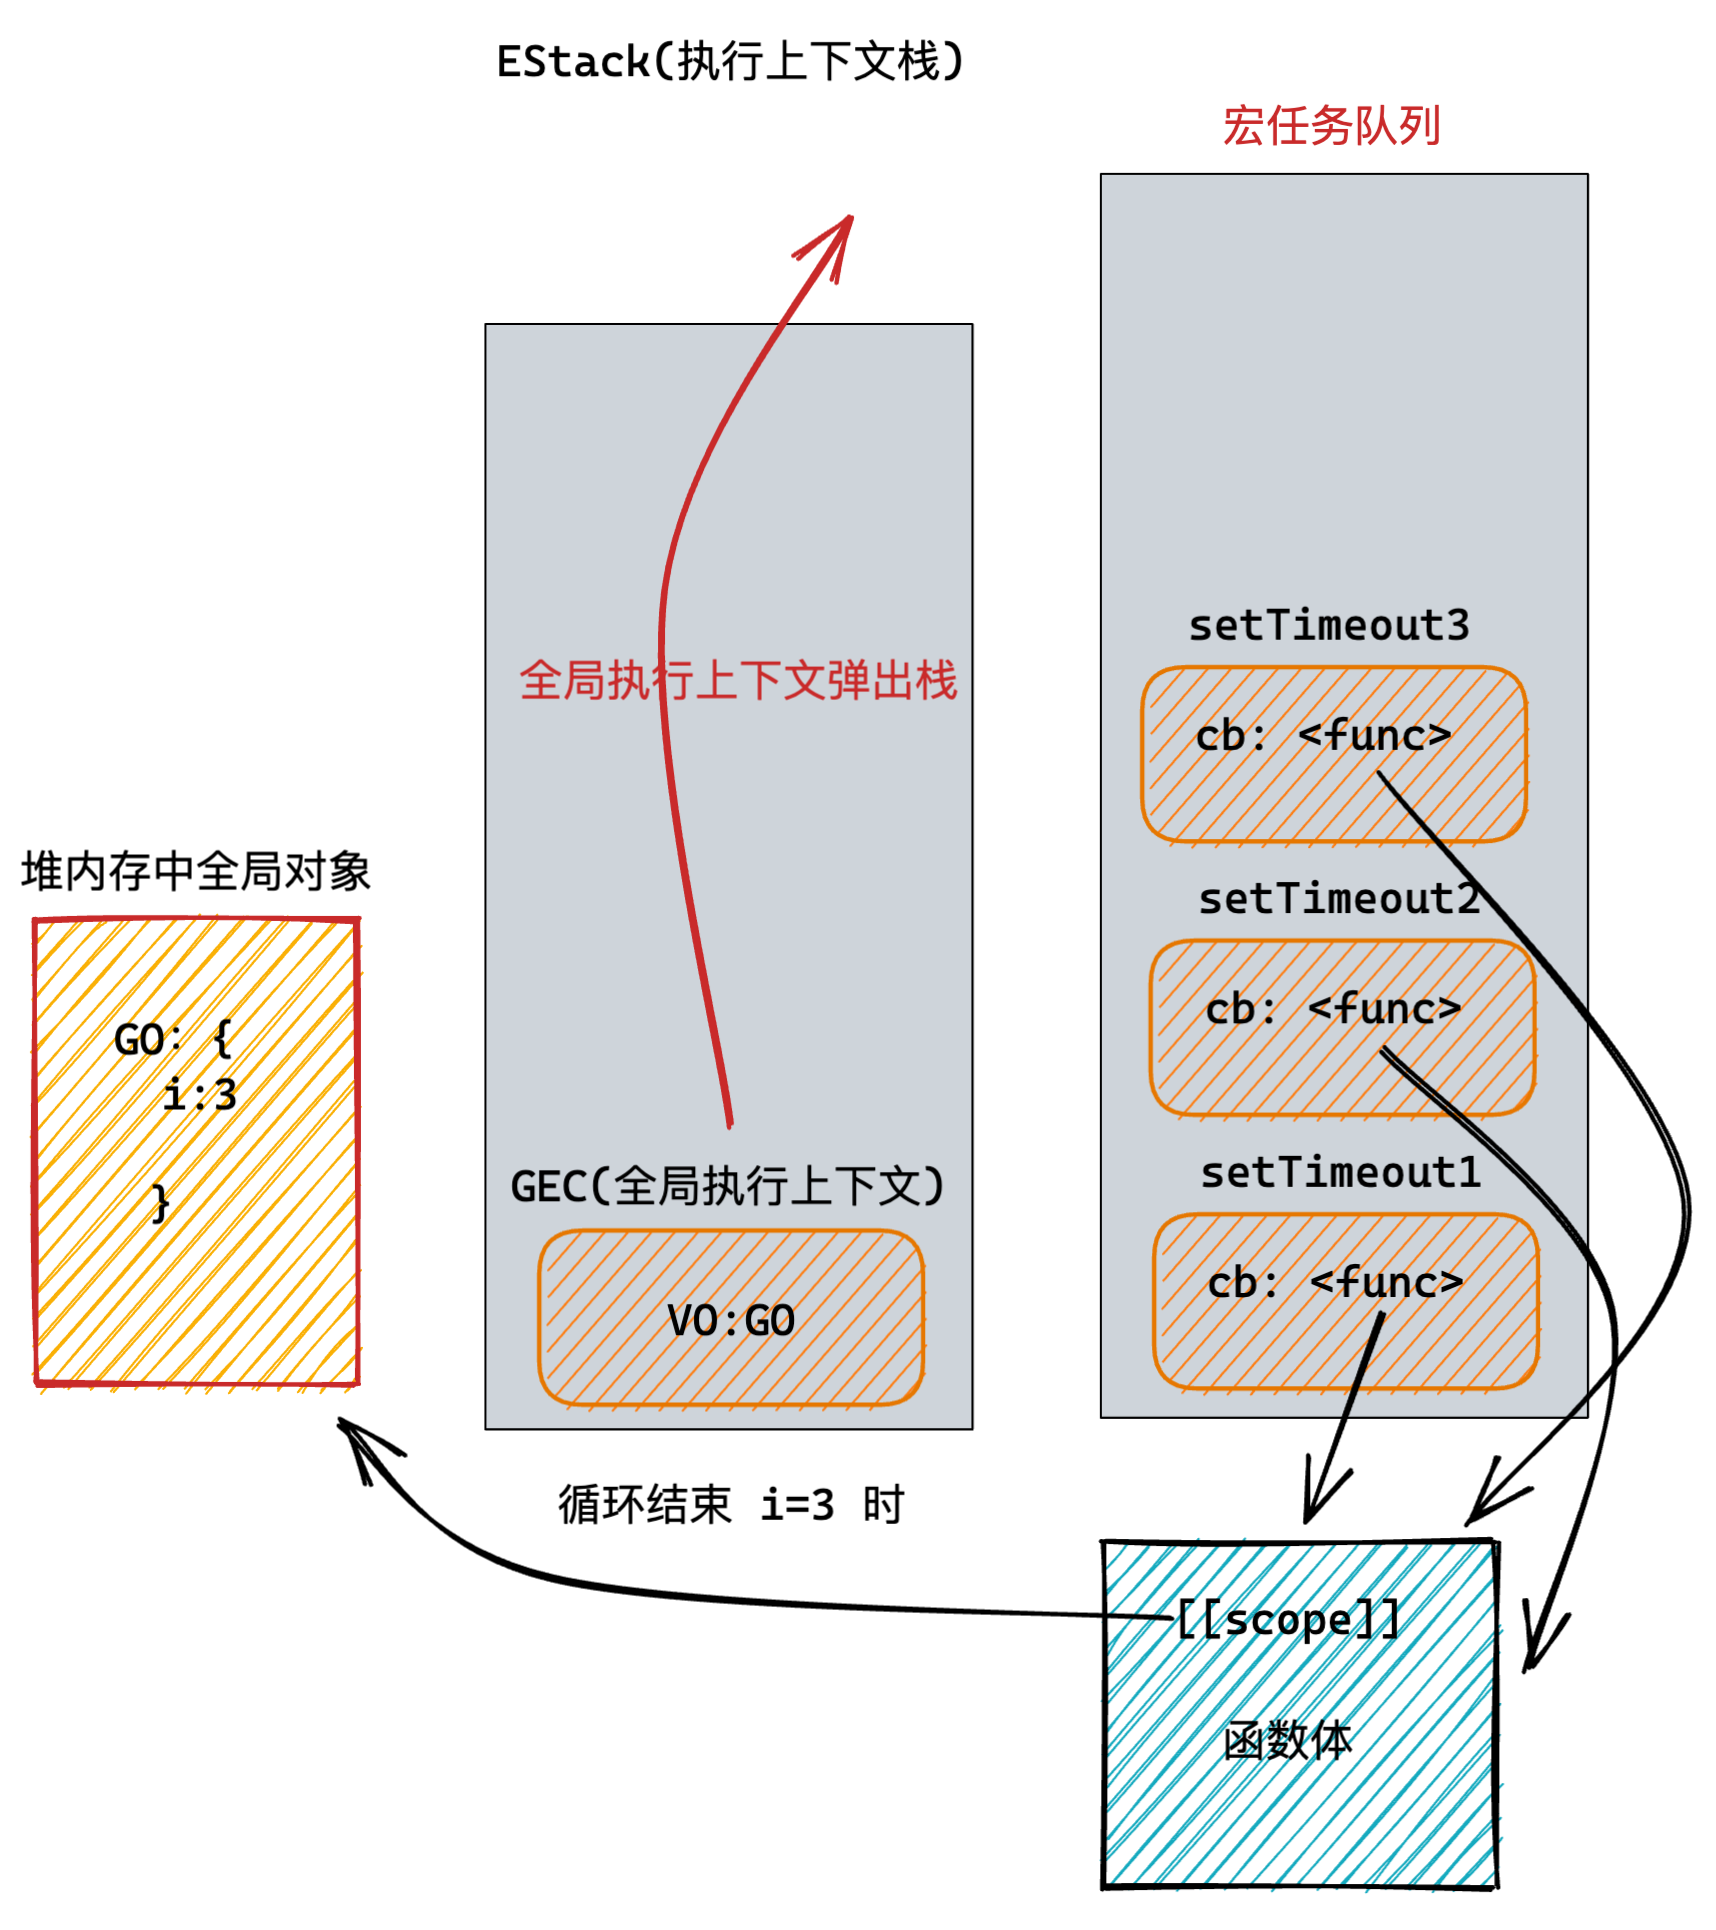 EStack(执行上下文栈)
宏任务队列
全局执行上下文弹出栈
setTimeout3
cb: <func>
setTimeout2
cb: <func>
setTimeout1
cb: <func>
堆内存中全局对象
GO: {
i:3
}
GEC(全局执行上下文)
VO:GO
循环结束 i=3 时
[[scope]]
函数体